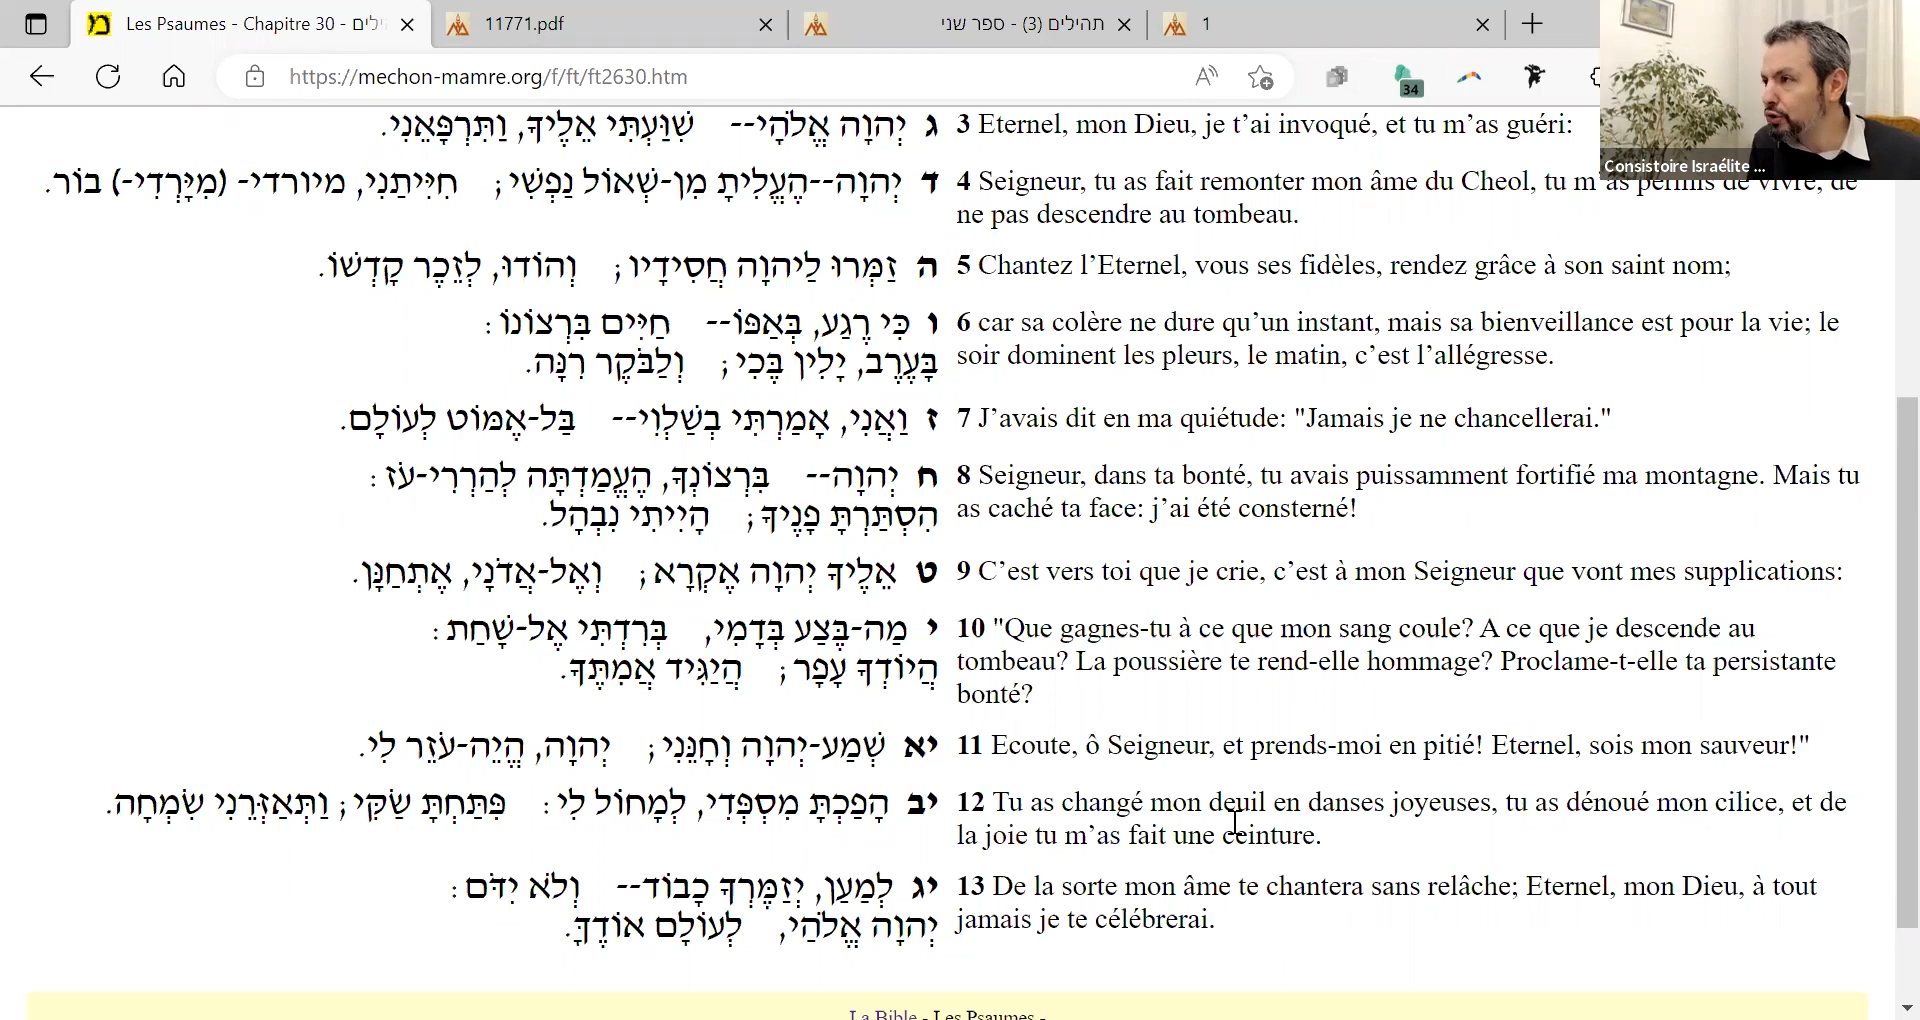 Les Psaumes - Chapitre 30 -
11771.pdf
תהילים (3) - ספר שני
1
https://mechon-mamre.org/f/ft/ft2630.htm
34
Consistoire Israélite ...
ג יְהוָה אֱלֹהָי-- שִׁוַּעְתִּי אֵלֶיךָ, וַתִּרְפָּאֵנִי.
3 Eternel, mon Dieu, je t’ai invoqué, et tu m’as guéri:
ד יְהוָה--הֶעֱלִיתָ מִן-שְׁאוֹל נַפְשִׁי; חִיִּיתַנִי, מיורדי- (מִיָּרְדִי-) בוֹר.
4 Seigneur, tu as fait remonter mon âme du Cheol, tu m’as permis de vivre, de
ne pas descendre au tombeau.
ה זַמְּרוּ לַיהוָה חֲסִידָיו; וְהוֹדוּ, לְזֵכֶר קָדְשׁוֹ.
5 Chantez l’Eternel, vous ses fidèles, rendez grâce à son saint nom;
ו כִּי רֶגַע, בְּאַפּוֹ-- חַיִּים בִּרְצוֹנוֹ:
בָּעֶרֶב, יָלִין בֶּכִי; וְלַבֹּקֶר רִנָּה.
6 car sa colère ne dure qu’un instant, mais sa bienveillance est pour la vie; le
soir dominent les pleurs, le matin, c’est l’allégresse.
ז וַאֲנִי, אָמַרְתִּי בְשַׁלְוִי-- בַּל-אֶמּוֹט לְעוֹלָם.
7 J’avais dit en ma quiétude: "Jamais je ne chancellerai."
ח יְהוָה-- בִּרְצוֹנְךָ, הֶעֱמַדְתָּה לְהַרְרִי-עֹז:
הִסְתַּרְתָּ פָנֶיךָ; הָיִיתִי נִבְהָל.
8 Seigneur, dans ta bonté, tu avais puissamment fortifié ma montagne. Mais tu
as caché ta face: j’ai été consterné!
ט אֵלֶיךָ יְהוָה אֶקְרָא; וְאֶל-אֲדֹנָי, אֶתְחַנָּן.
9 C’est vers toi que je crie, c’est à mon Seigneur que vont mes supplications:
י מַה-בֶּצַע בְּדָמִי, בְּרִדְתִּי אֶל-שָׁחַת:
הֲיוֹדְךָ עָפָר; הֲיַגִּיד אֲמִתֶּךָ.
10 "Que gagnes-tu à ce que mon sang coule? A ce que je descende au
tombeau? La poussière te rend-elle hommage? Proclame-t-elle ta persistante
bonté?
יא שְׁמַע-יְהוָה וְחָנֵּנִי; יְהוָה, הֱיֵה-עֹזֵר לִי.
11 Ecoute, ô Seigneur, et prends-moi en pitié! Eternel, sois mon sauveur!"
יב הָפַכְתָּ מִסְפְּדִי, לְמָחוֹל לִי: פִּתַּחְתָּ שַׂקִּי; וַתְּאַזְּרֵנִי שִׂמְחָה.
12 Tu as changé mon deuil en danses joyeuses, tu as dénoué mon cilice, et de
la joie tu m’as fait une ceinture.
יג לְמַעַן, יְזַמֶּרְךָ כָבוֹד-- וְלֹא יִדֹּם:
יְהוָה אֱלֹהַי, לְעוֹלָם אוֹדֶךָּ.
13 De la sorte mon âme te chantera sans relâche; Eternel, mon Dieu, à tout
jamais je te célébrerai.
La Bible - Les Psaumes -